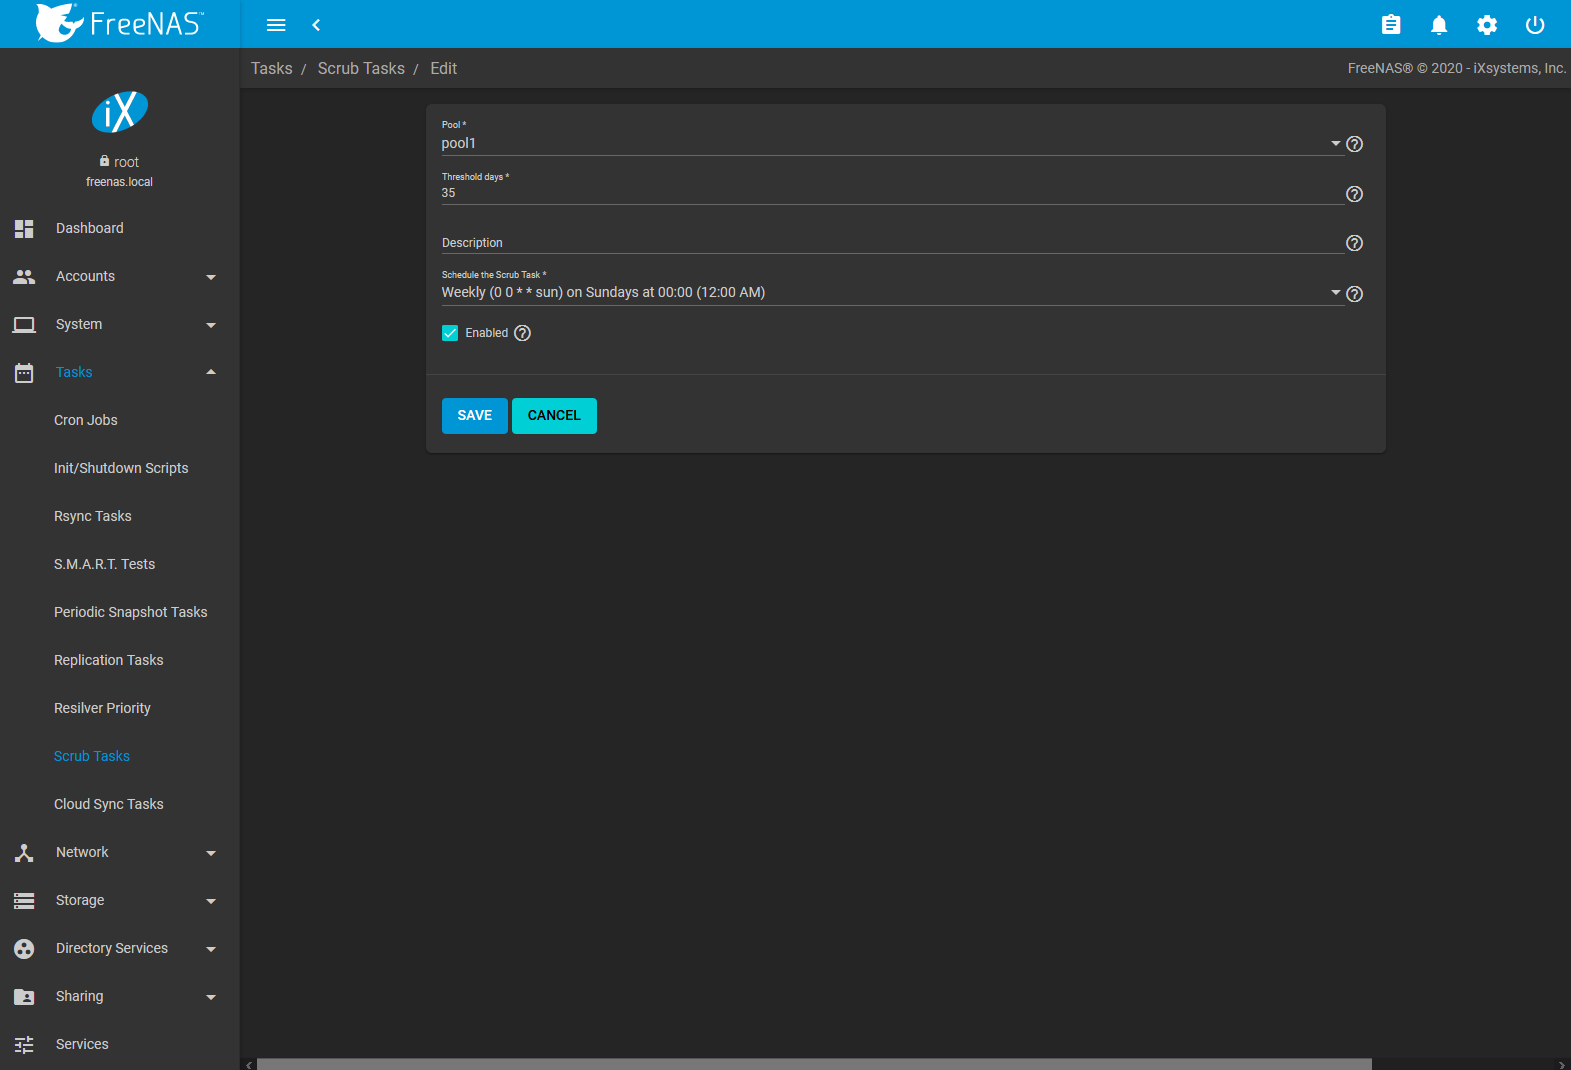 FreeNAS™
Tasks / Scrub Tasks / Edit
FreeNAS® © 2020 - iXsystems, Inc.
iX
root
freenas.local
Dashboard
Accounts
System
Tasks
Cron Jobs
Init/Shutdown Scripts
Rsync Tasks
S.M.A.R.T. Tests
Periodic Snapshot Tasks
Replication Tasks
Resilver Priority
Scrub Tasks
Cloud Sync Tasks
Network
Storage
Directory Services
Sharing
Services
Pool *
pool1
Threshold days *
35
Description
Schedule the Scrub Task *
Weekly (0 0 * * sun) on Sundays at 00:00 (12:00 AM)
Enabled
SAVE
CANCEL